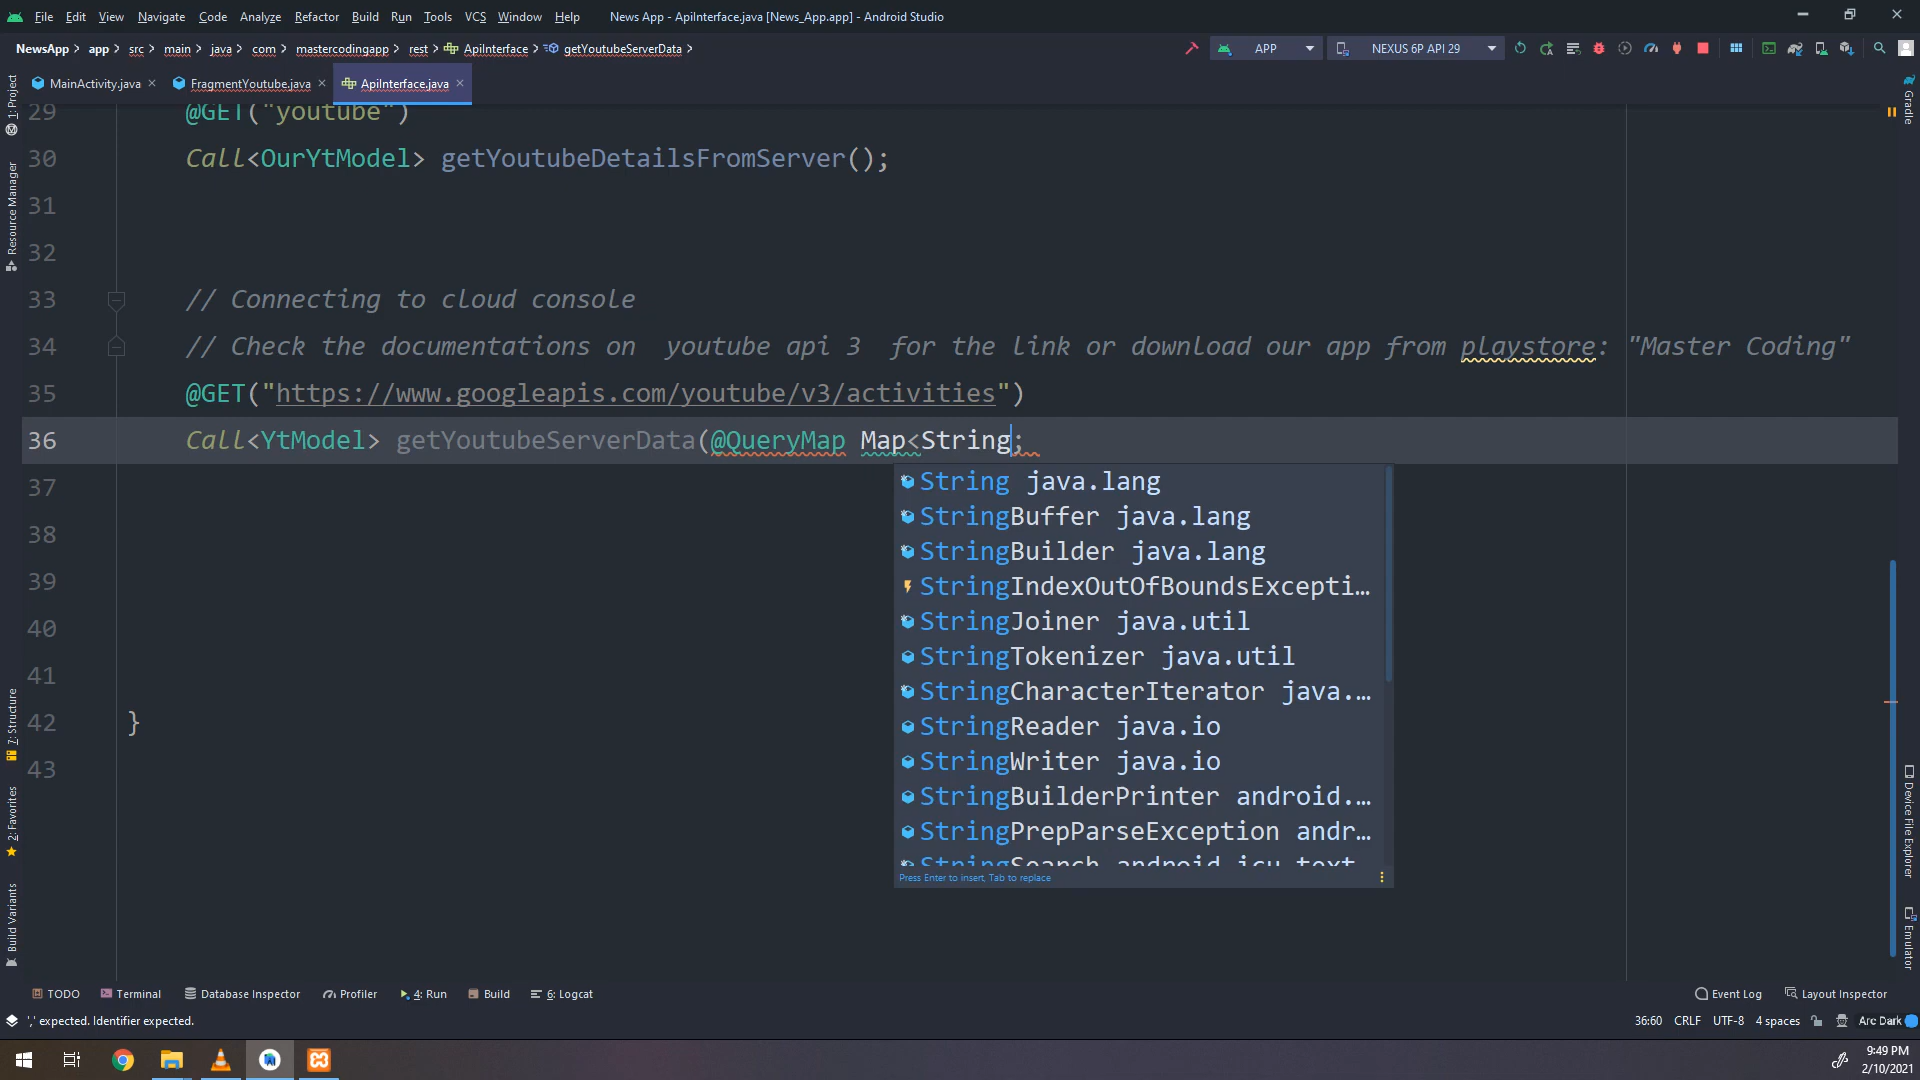 File Edit View Navigate Code Analyze Refactor Build Run Tools VCS Window Help News App - ApiInterface.java [News_App.app] - Android Studio
NewsApp app src main java com mastercodingapp rest ApiInterface getYoutubeServerData APP NEXUS 6P API 29
MainActivity.java FragmentYoutube.java ApiInterface.java
1: Project
Resource Manager
7: Structure
2: Favorites
Build Variants
Gradle
Device File Explorer
Emulator
29 @GET("youtube")
30 Call<OurYtModel> getYoutubeDetailsFromServer();
31
32
33 // Connecting to cloud console
34 // Check the documentations on youtube api 3 for the link or download our app from playstore: "Master Coding"
35 @GET("https://www.googleapis.com/youtube/v3/activities")
36 Call<YtModel> getYoutubeServerData(@QueryMap Map<String;
37
38
39
40
41
42 }
43
String java.lang
StringBuffer java.lang
StringBuilder java.lang
StringIndexOutOfBoundsExcepti...
StringJoiner java.util
StringTokenizer java.util
StringCharacterIterator java....
StringReader java.io
StringWriter java.io
StringBuilderPrinter android....
StringPrepParseException andr...
StringSearch android.icu.text
Press Enter to insert, Tab to replace
TODO Terminal Database Inspector Profiler 4: Run Build 6: Logcat Event Log Layout Inspector
',' expected. Identifier expected. 36:60 CRLF UTF-8 4 spaces Arc Dark
9:49 PM
2/10/2021